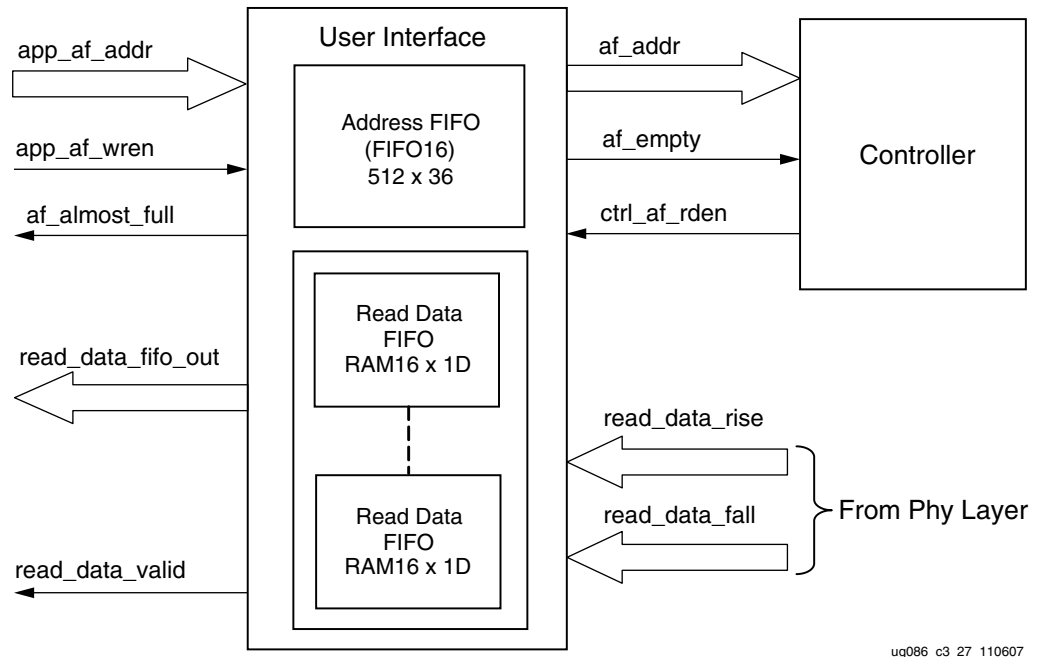 User Interface
app_af_addr
app_af_wren
af_almost_full
Address FIFO
(FIFO16)
512 x 36
af_addr
af_empty
ctrl_af_rden
Controller
Read Data
FIFO
RAM16 x 1D
read_data_fifo_out
Read Data
FIFO
RAM16 x 1D
read_data_valid
read_data_rise
read_data_fall
From Phy Layer
ug086_c3_27_110607